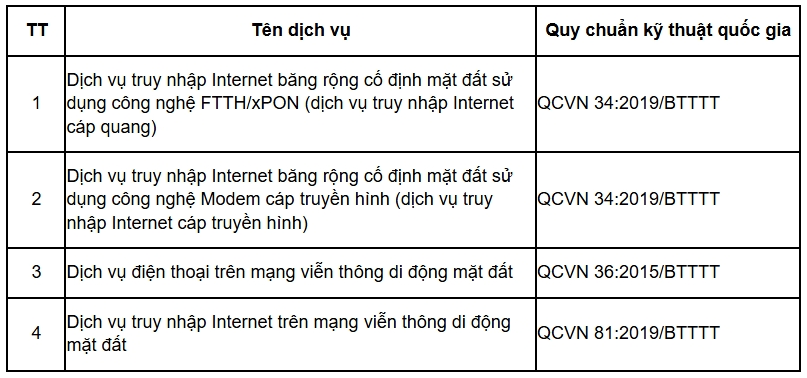 TT Tên dịch vụ Quy chuẩn kỹ thuật quốc gia
1
Dịch vụ truy nhập Internet băng rộng cố định mặt đất sử
dụng công nghệ FTTH/xPON (dịch vụ truy nhập Internet
cáp quang)
QCVN 34:2019/BTTTT
2
Dịch vụ truy nhập Internet băng rộng cố định mặt đất sử
dụng công nghệ Modem cáp truyền hình (dịch vụ truy
nhập Internet cáp truyền hình)
QCVN 34:2019/BTTTT
3 Dịch vụ điện thoại trên mạng viễn thông di động mặt đất QCVN 36:2015/BTTTT
4
Dịch vụ truy nhập Internet trên mạng viễn thông di động
mặt đất
QCVN 81:2019/BTTTT